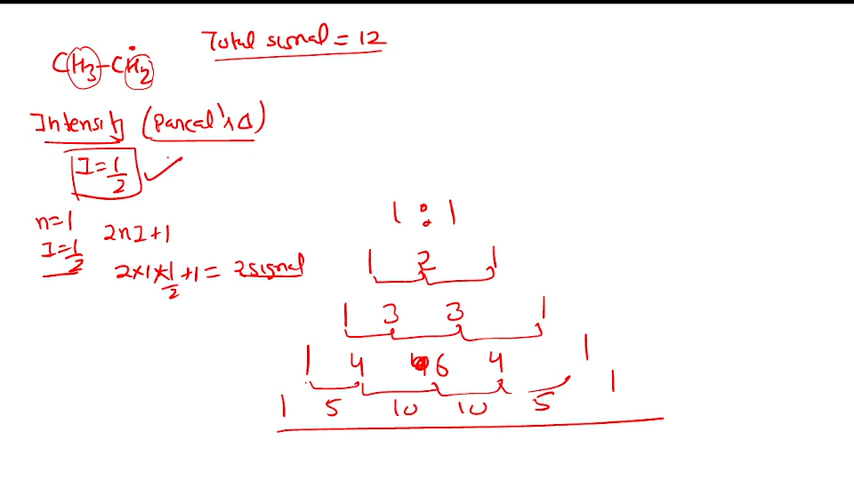 Total signal = 12
CH3-ĊH2
Intensity (Pascal's Δ)
I = 1/2 ✓
n=1
2nI+1
I=1/2
2×1×1/2+1 = 2 signal
1 : 1
1 2 1
1 3 3 1
1 4 6 4 1
1 5 10 10 5 1